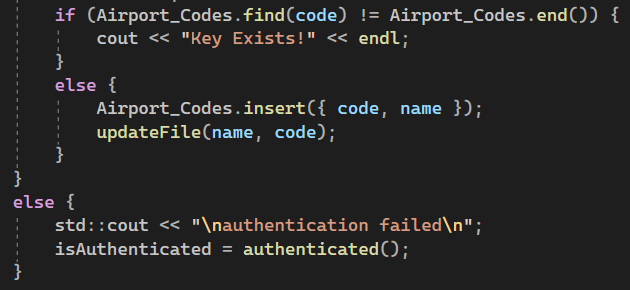 if (Airport_Codes.find(code) != Airport_Codes.end()) {
cout << "Key Exists!" << endl;
}
else {
Airport_Codes.insert({ code, name });
updateFile(name, code);
}
}
else {
std::cout << "\nauthentication failed\n";
isAuthenticated = authenticated();
}